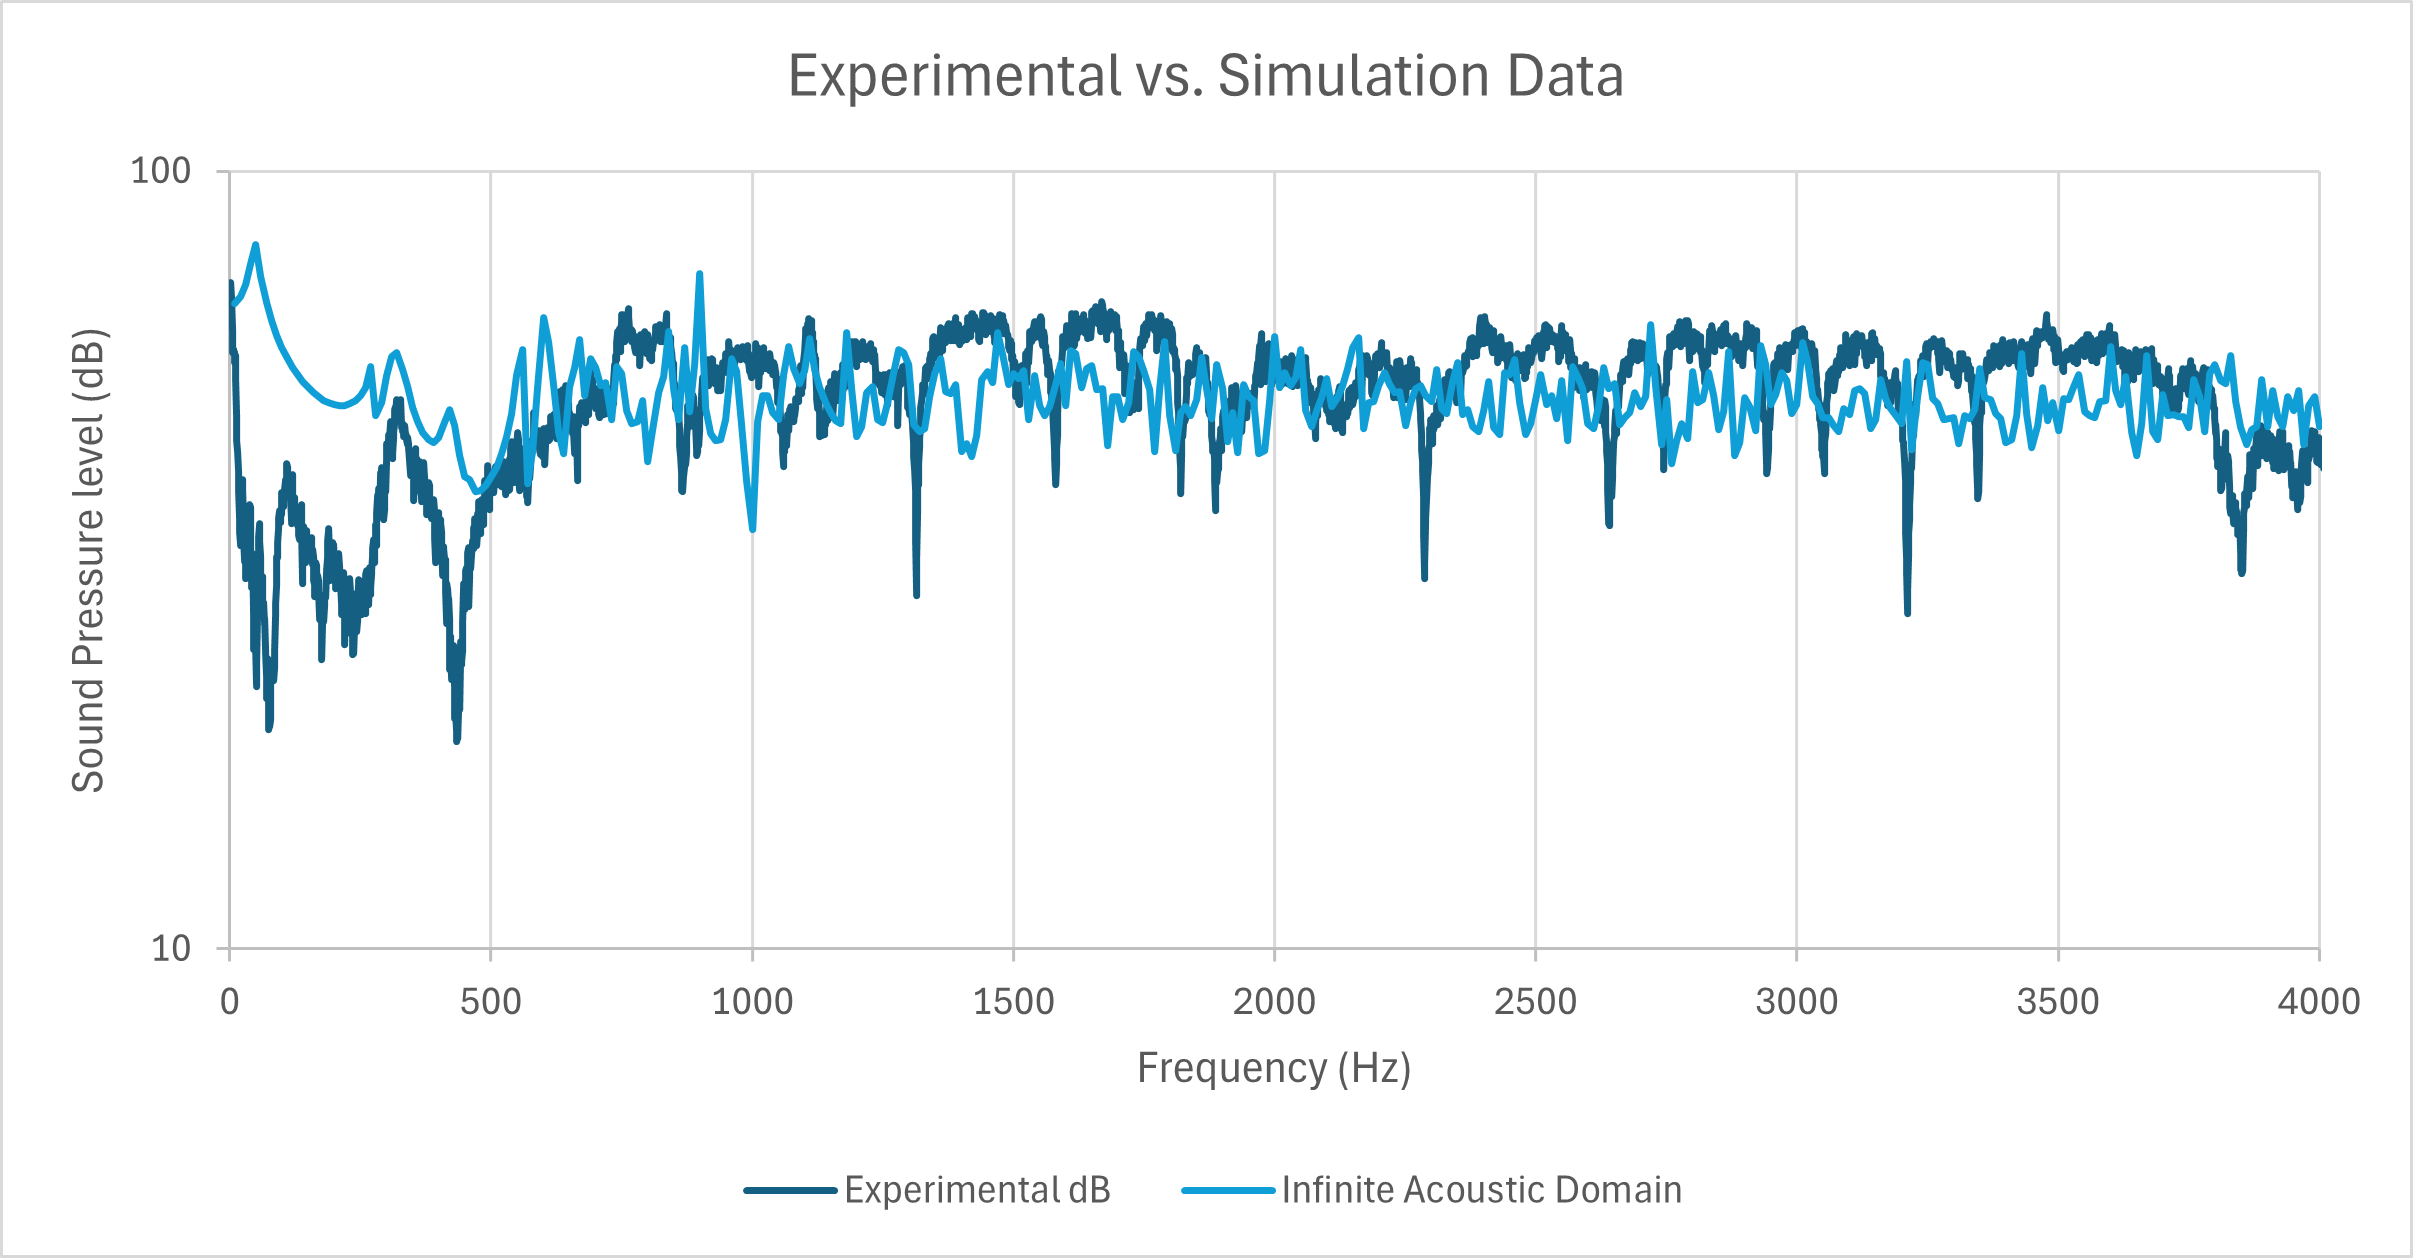 Experimental vs. Simulation Data
100
10
Sound Pressure level (dB)
0 500 1000 1500 2000 2500 3000 3500 4000
Frequency (Hz)
Experimental dB Infinite Acoustic Domain